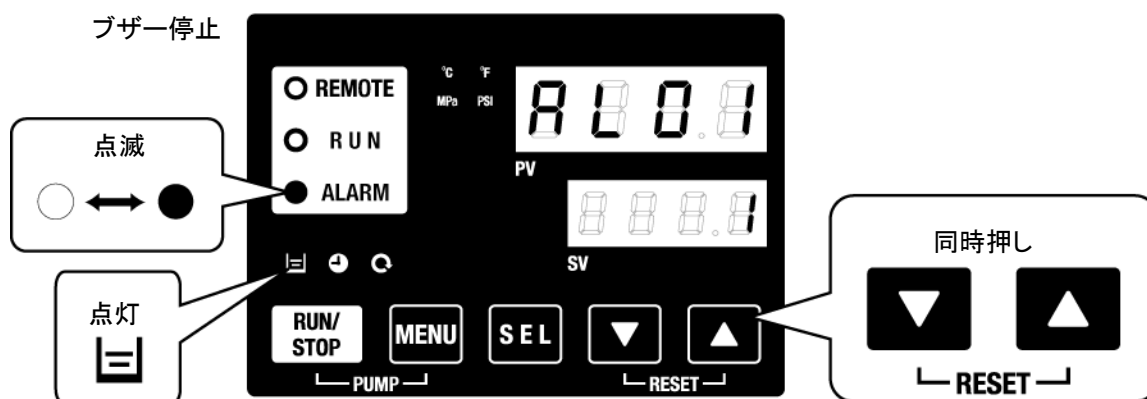 ブザー停止
REMOTE
RUN
ALARM
℃ °F
MPa PSI
AL01
PV
1
SV
点滅
点灯
RUN/
STOP
MENU
SEL
PUMP
RESET
同時押し
RESET